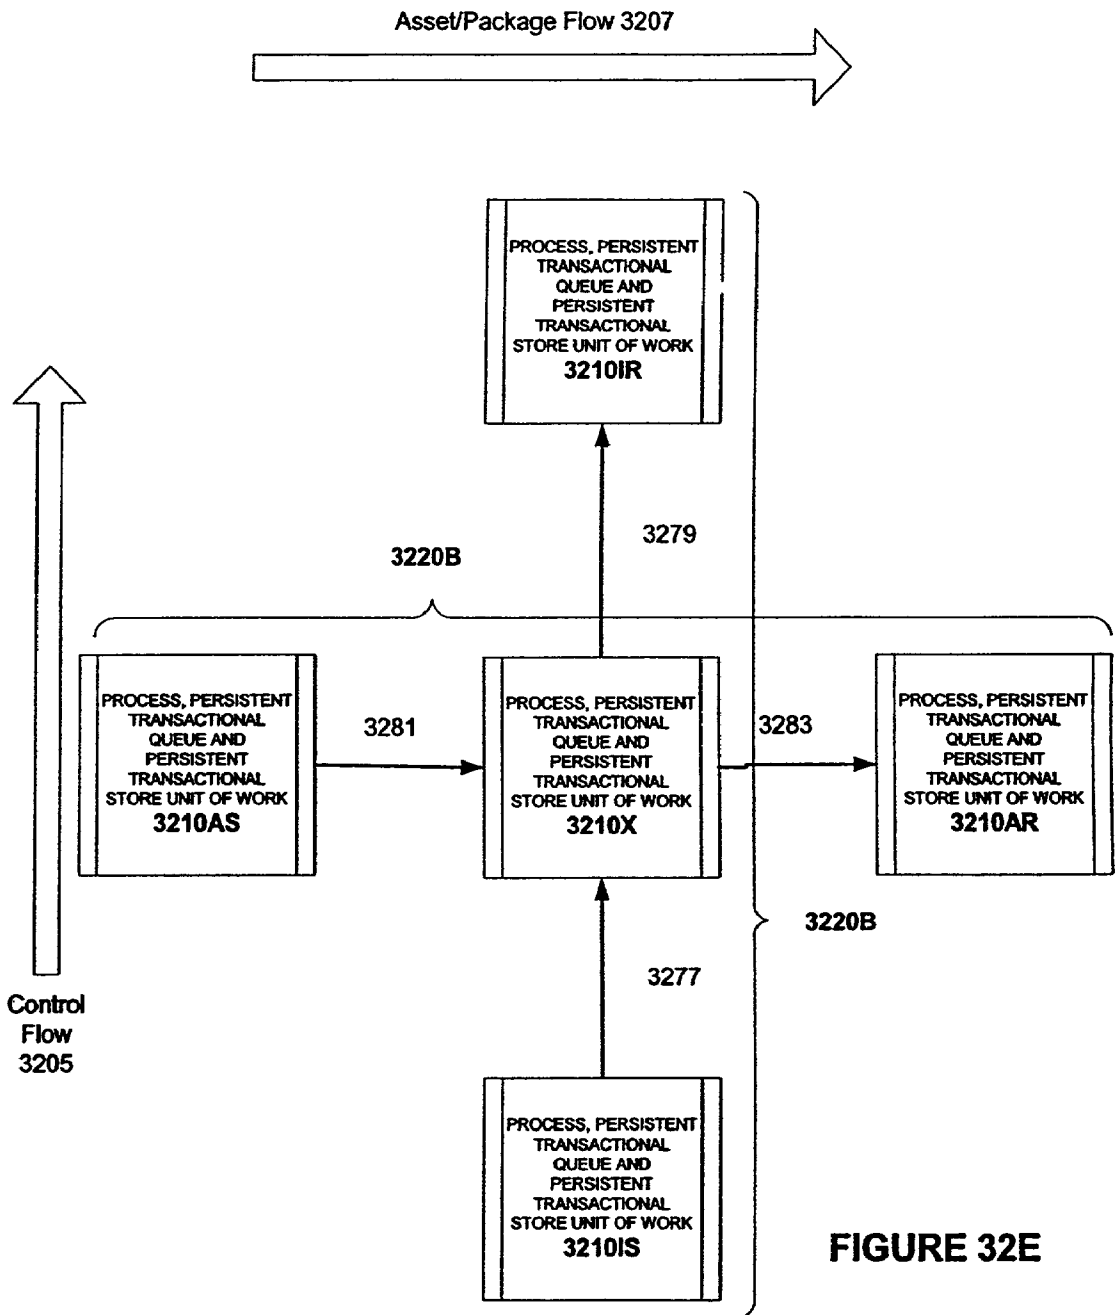 Asset/Package Flow 3207
PROCESS, PERSISTENT
TRANSACTIONAL
QUEUE AND
PERSISTENT
TRANSACTIONAL
STORE UNIT OF WORK
3210IR
3279
3220B
PROCESS, PERSISTENT
TRANSACTIONAL
QUEUE AND
PERSISTENT
TRANSACTIONAL
STORE UNIT OF WORK
3210AS
3281
PROCESS, PERSISTENT
TRANSACTIONAL
QUEUE AND
PERSISTENT
TRANSACTIONAL
STORE UNIT OF WORK
3210X
3283
PROCESS, PERSISTENT
TRANSACTIONAL
QUEUE AND
PERSISTENT
TRANSACTIONAL
STORE UNIT OF WORK
3210AR
3220B
3277
Control
Flow
3205
PROCESS, PERSISTENT
TRANSACTIONAL
QUEUE AND
PERSISTENT
TRANSACTIONAL
STORE UNIT OF WORK
3210IS
FIGURE 32E